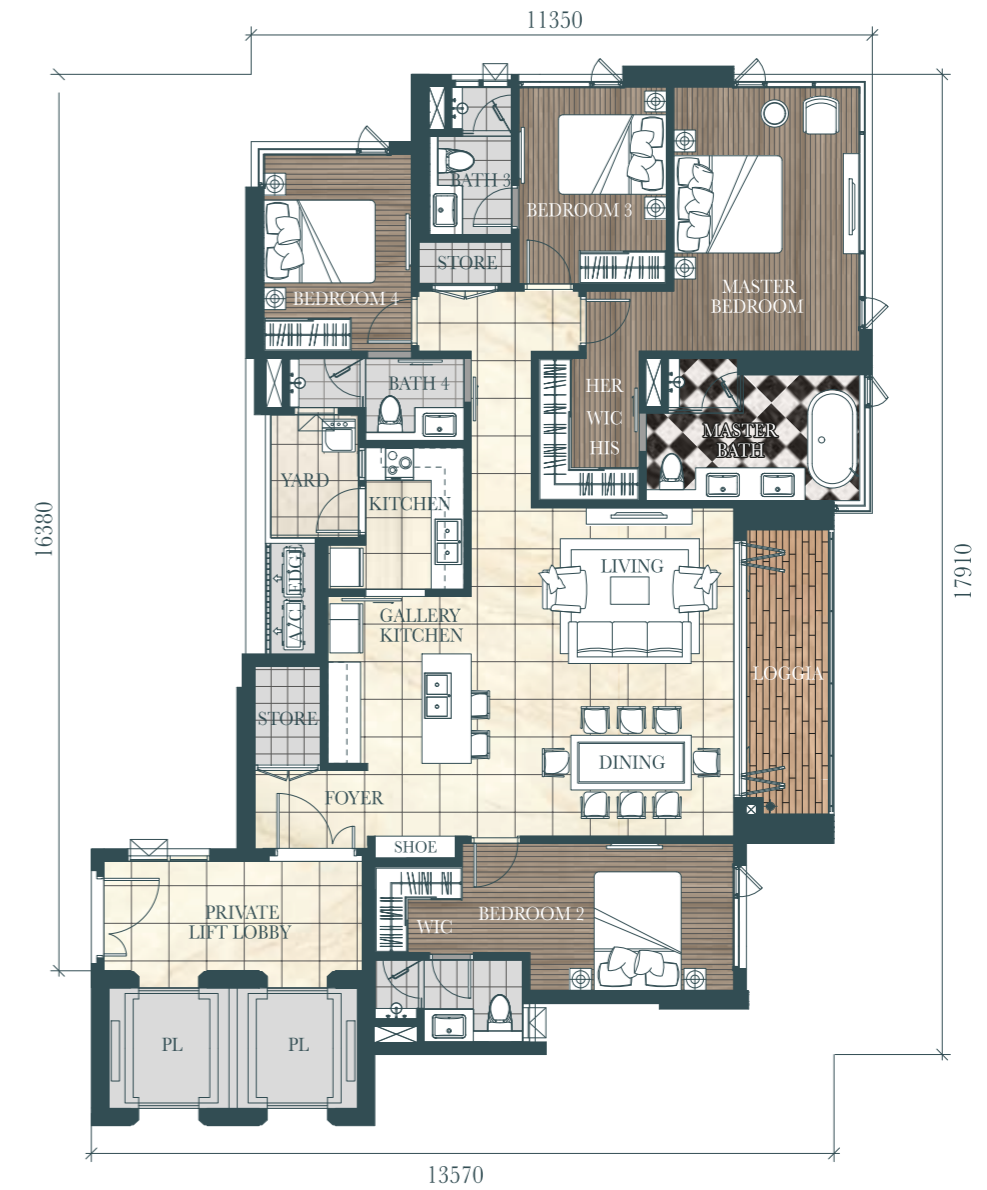 11350
BATH 3
BEDROOM 3
STORE
MASTER
BEDROOM
BEDROOM 4
BATH 4
HER
WIC
HIS
MASTER
BATH
YARD
KITCHEN
16380
17910
A/C LEDGE
LIVING
GALLERY
KITCHEN
LOGGIA
STORE
DINING
FOYER
SHOE
PRIVATE
LIFT LOBBY
WIC
BEDROOM 2
PL
PL
13570